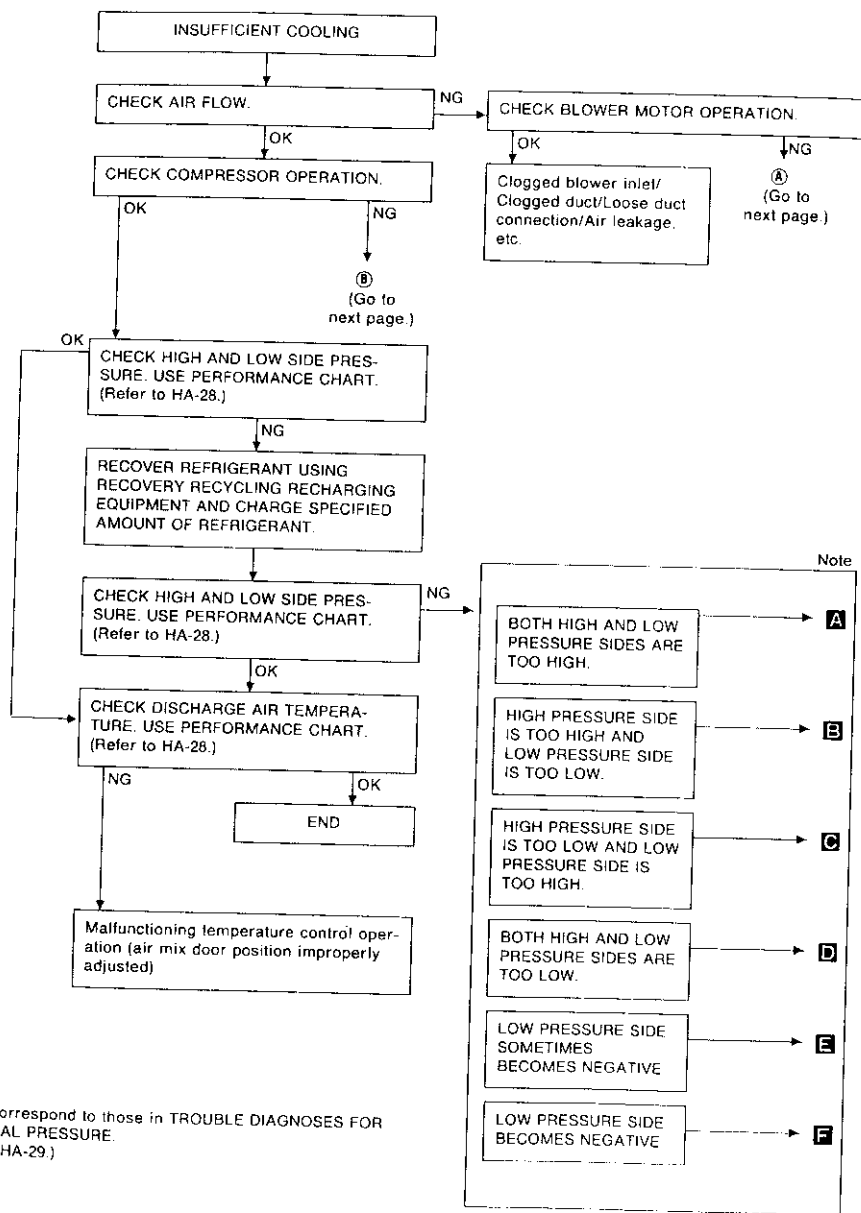 INSUFFICIENT COOLING
CHECK AIR FLOW.
NG
CHECK BLOWER MOTOR OPERATION.
OK
OK
NG
CHECK COMPRESSOR OPERATION.
Clogged blower inlet/
Clogged duct/Loose duct
connection/Air leakage,
etc.
Ⓐ
(Go to
next page.)
OK
NG
Ⓑ
(Go to
next page.)
OK
CHECK HIGH AND LOW SIDE PRES-
SURE. USE PERFORMANCE CHART.
(Refer to HA-28.)
NG
RECOVER REFRIGERANT USING
RECOVERY RECYCLING RECHARGING
EQUIPMENT AND CHARGE SPECIFIED
AMOUNT OF REFRIGERANT.
CHECK HIGH AND LOW SIDE PRES-
SURE. USE PERFORMANCE CHART.
(Refer to HA-28.)
NG
OK
CHECK DISCHARGE AIR TEMPERA-
TURE. USE PERFORMANCE CHART.
(Refer to HA-28.)
NG
OK
END
Malfunctioning temperature control oper-
ation (air mix door position improperly
adjusted)
Note
BOTH HIGH AND LOW
PRESSURE SIDES ARE
TOO HIGH.
A
HIGH PRESSURE SIDE
IS TOO HIGH AND
LOW PRESSURE SIDE
IS TOO LOW.
B
HIGH PRESSURE SIDE
IS TOO LOW AND LOW
PRESSURE SIDE IS
TOO HIGH.
C
BOTH HIGH AND LOW
PRESSURE SIDES ARE
TOO LOW.
D
LOW PRESSURE SIDE
SOMETIMES
BECOMES NEGATIVE
E
LOW PRESSURE SIDE
BECOMES NEGATIVE
F
orrespond to those in TROUBLE DIAGNOSES FOR
AL PRESSURE.
HA-29.)